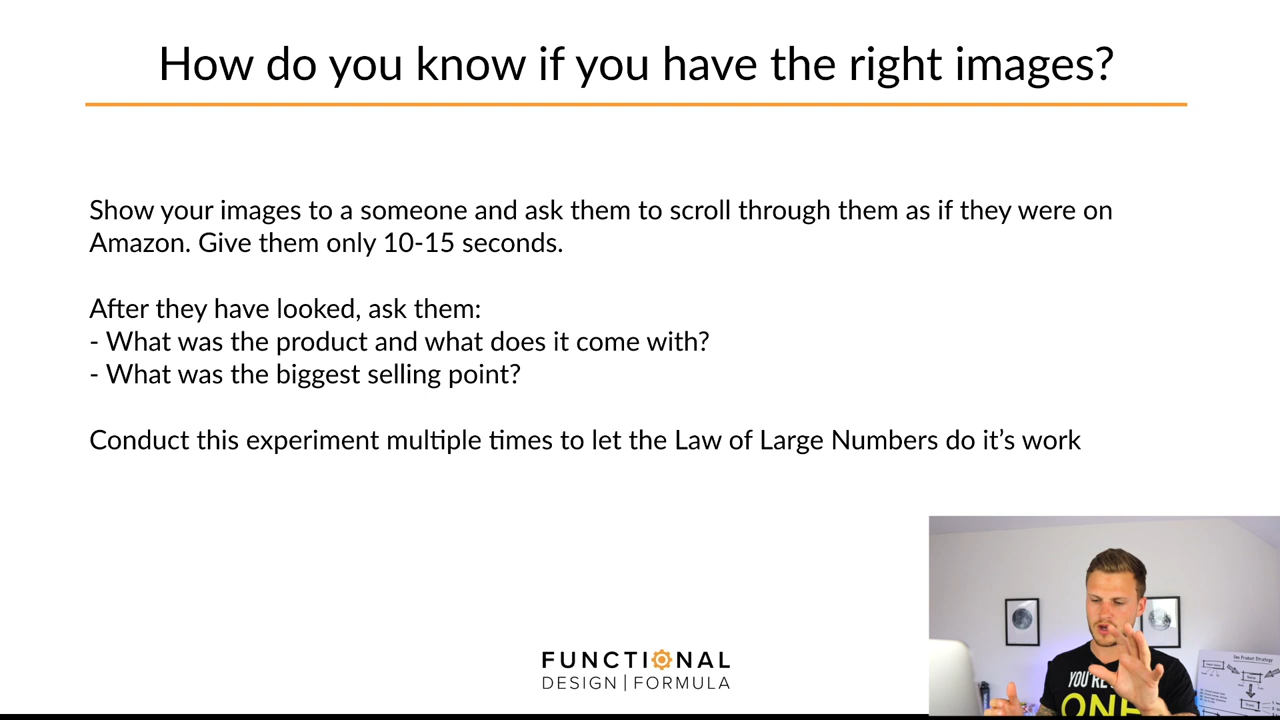 How do you know if you have the right images?
Show your images to a someone and ask them to scroll through them as if they were on
Amazon. Give them only 10-15 seconds.
After they have looked, ask them:
- What was the product and what does it come with?
- What was the biggest selling point?
Conduct this experiment multiple times to let the Law of Large Numbers do it’s work
FUNCTIONAL
DESIGN | FORMULA
YOU'RE
ONE